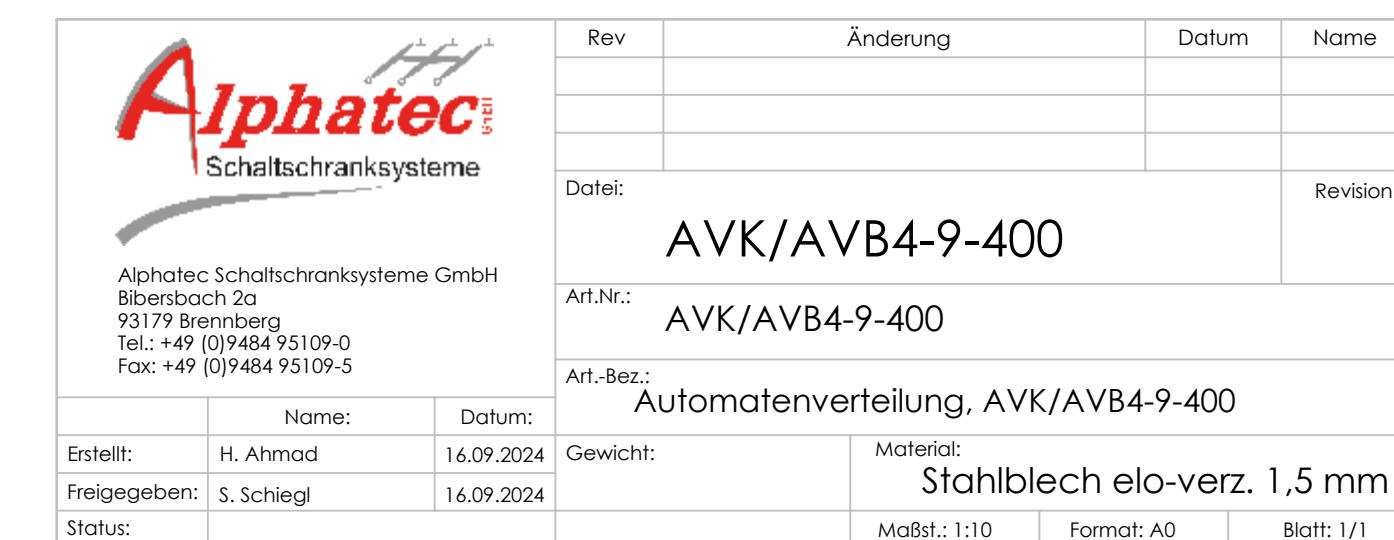 Alphatec GmbH
Schaltschranksysteme
Alphatec Schaltschranksysteme GmbH
Bibersbach 2a
93179 Brennberg
Tel.: +49 (0)9484 95109-0
Fax: +49 (0)9484 95109-5
Name: Datum:
Erstellt: H. Ahmad 16.09.2024
Freigegeben: S. Schiegl 16.09.2024
Status:
Rev Änderung Datum Name
Datei: Revision
AVK/AVB4-9-400
Art.Nr.:
AVK/AVB4-9-400
Art.-Bez.:
Automatenverteilung, AVK/AVB4-9-400
Gewicht: Material:
Stahlblech elo-verz. 1,5 mm
Maßst.: 1:10 Format: A0 Blatt: 1/1